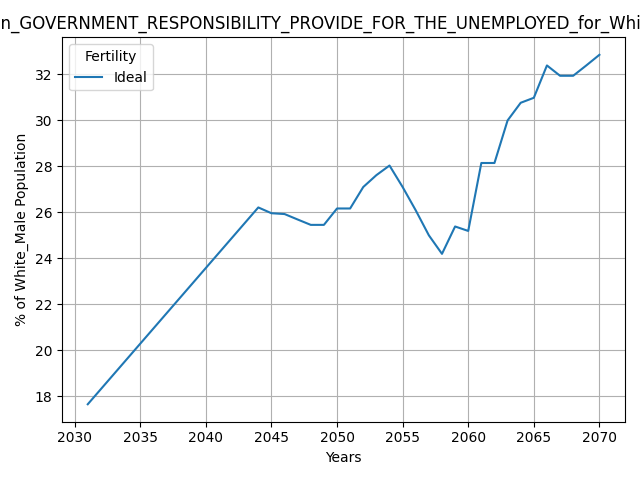 n_GOVERNMENT_RESPONSIBILITY_PROVIDE_FOR_THE_UNEMPLOYED_for_Whi
Fertility
Ideal
% of White_Male Population
32
30
28
26
24
22
20
18
2030 2035 2040 2045 2050 2055 2060 2065 2070
Years